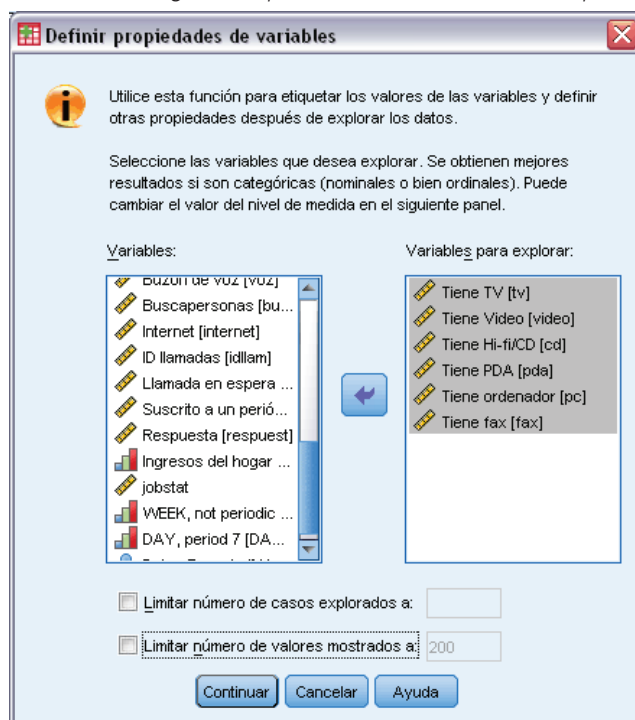 Definir propiedades de variables
Utilice esta función para etiquetar los valores de las variables y definir
otras propiedades después de explorar los datos.
Seleccione las variables que desea explorar. Se obtienen mejores
resultados si son categóricas (nominales o bien ordinales). Puede
cambiar el valor del nivel de medida en el siguiente panel.
Variables:
Buzón de voz [voz]
Buscapersonas [bu...
Internet [internet]
ID llamadas [idllam]
Llamada en espera ...
Suscrito a un perió...
Respuesta [respuest]
Ingresos del hogar ...
jobstat
WEEK, not periodic ...
DAY, period 7 [DA...
Variables para explorar:
Tiene TV [tv]
Tiene Video [video]
Tiene Hi-fi/CD [cd]
Tiene PDA [pda]
Tiene ordenador [pc]
Tiene fax [fax]
Limitar número de casos explorados a:
Limitar número de valores mostrados a: 200
Continuar Cancelar Ayuda